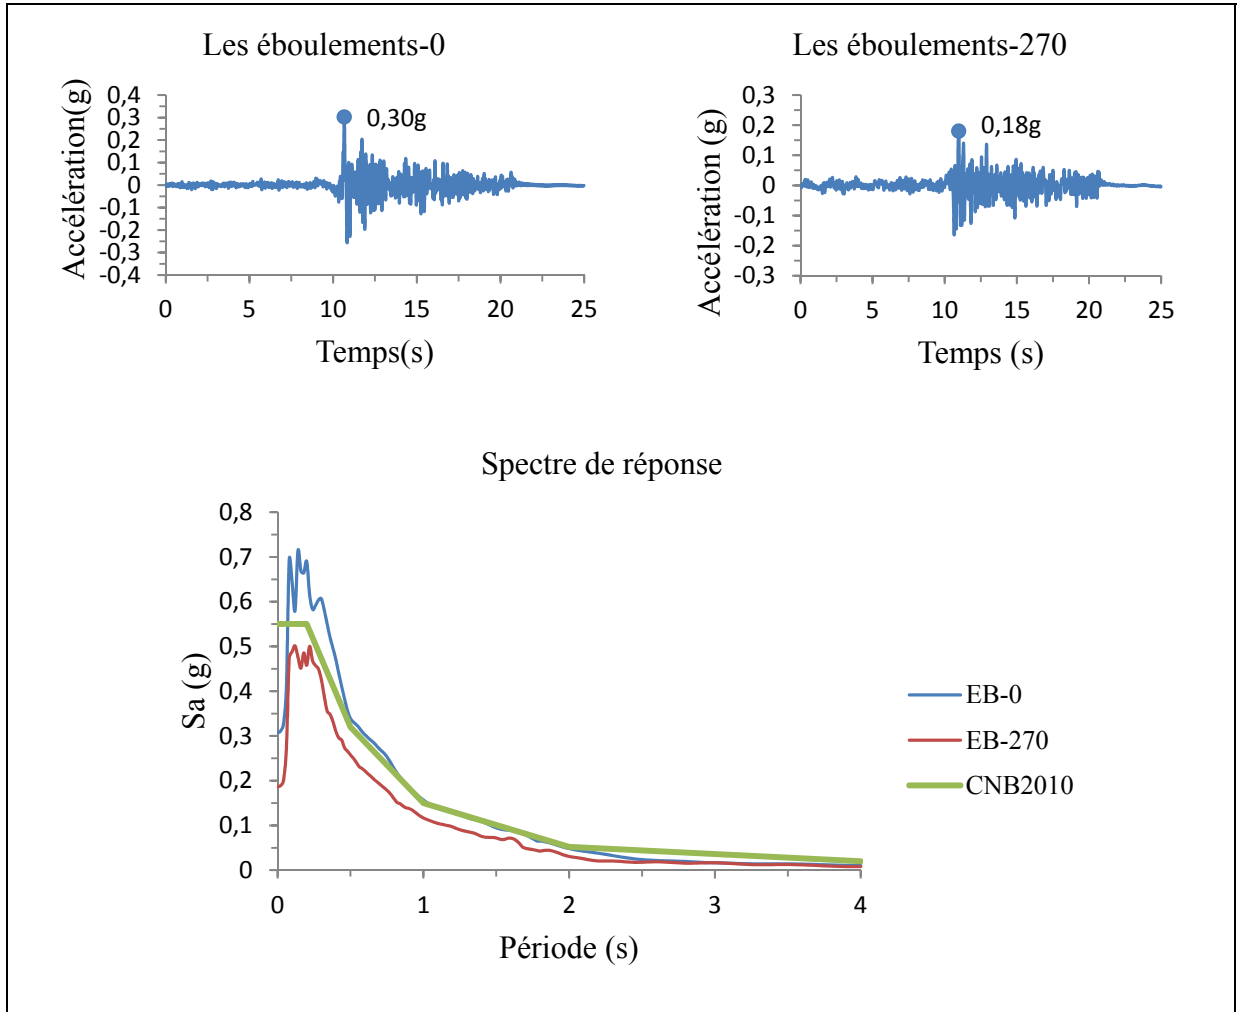 Les éboulements-0
Accélération(g)
0,4
0,3
0,2
0,1
0
-0,1
-0,2
-0,3
-0,4
0,30g
0 5 10 15 20 25
Temps(s)
Les éboulements-270
Accélération (g)
0,3
0,2
0,1
0
-0,1
-0,2
-0,3
0,18g
0 5 10 15 20 25
Temps (s)
Spectre de réponse
Sa (g)
0,8
0,7
0,6
0,5
0,4
0,3
0,2
0,1
0
0 1 2 3 4
Période (s)
EB-0
EB-270
CNB2010